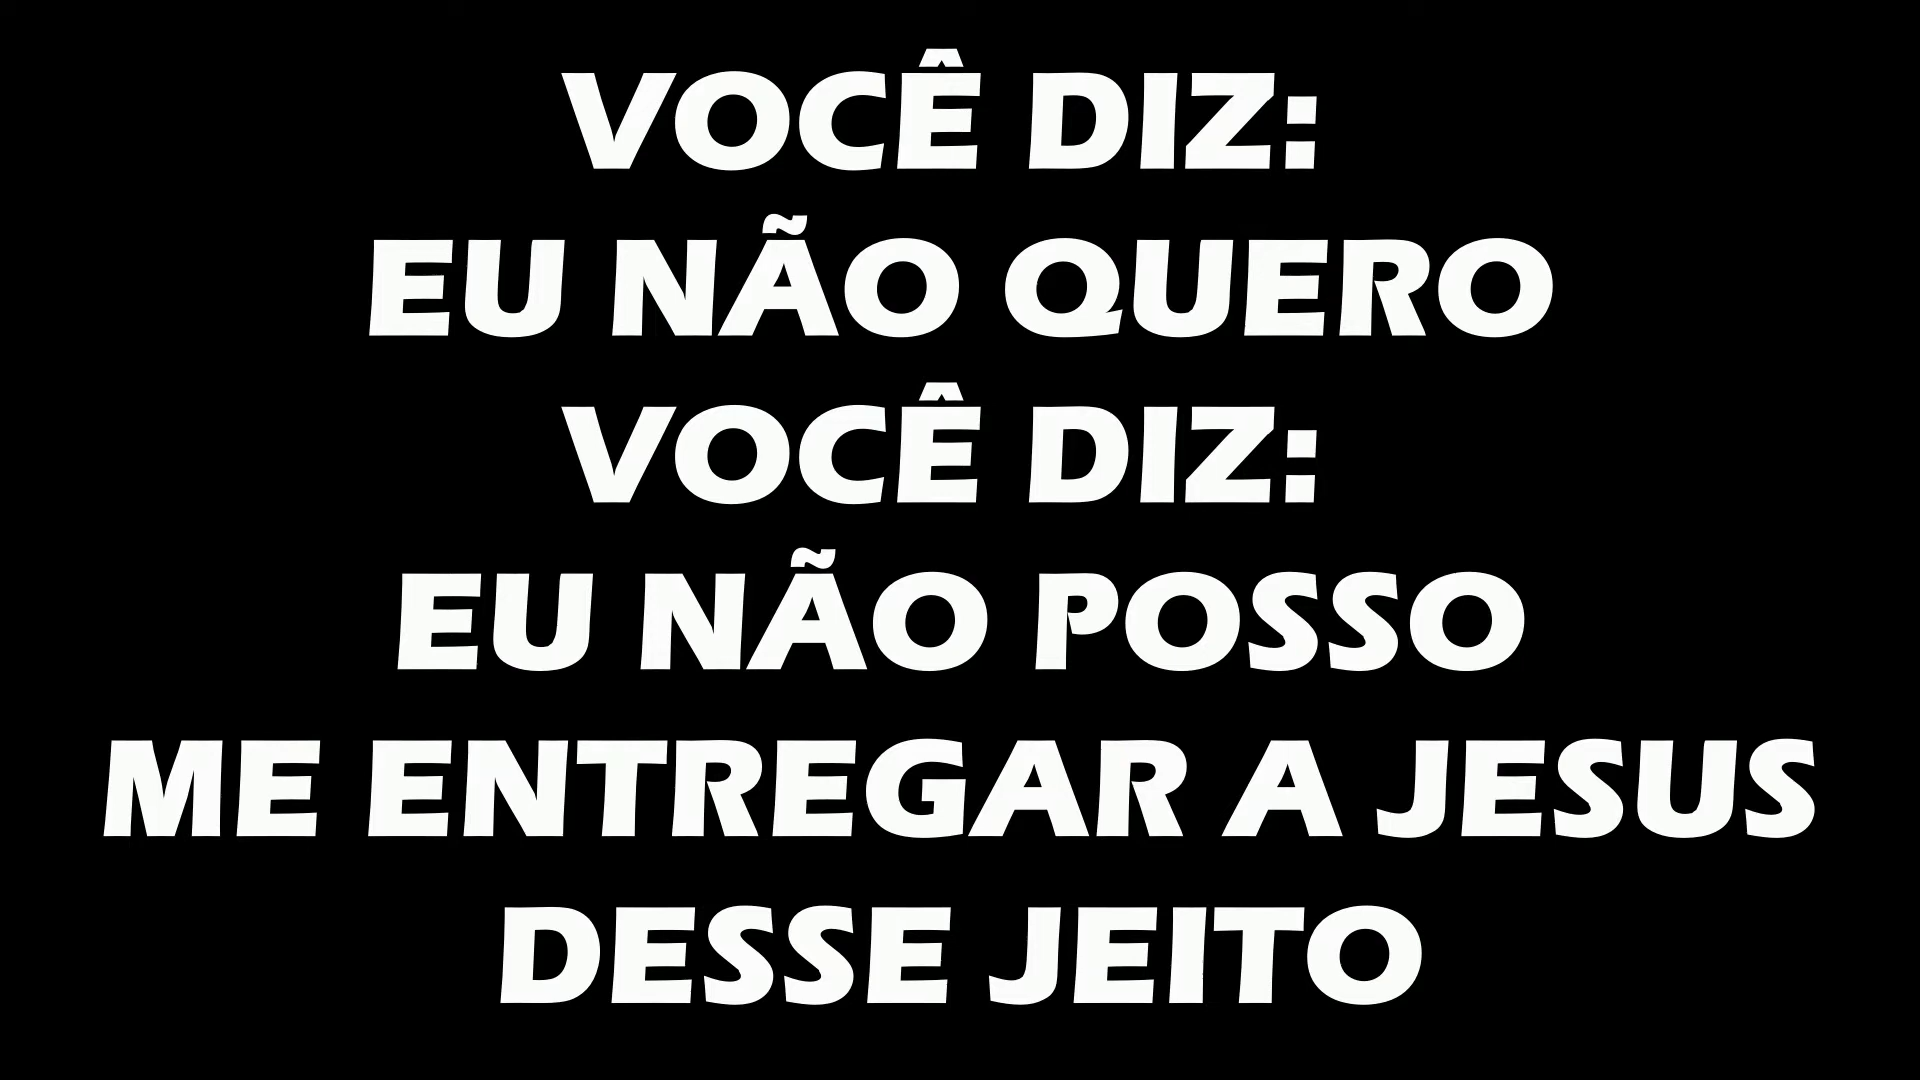 VOCÊ DIZ:
EU NÃO QUERO
VOCÊ DIZ:
EU NÃO POSSO
ME ENTREGAR A JESUS
DESSE JEITO